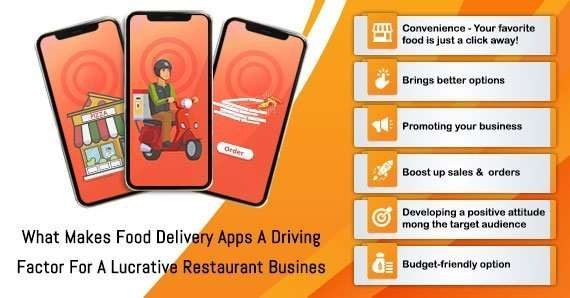 PIZZA
Order
What Makes Food Delivery Apps A Driving
Factor For A Lucrative Restaurant Busines
Convenience - Your favorite
food is just a click away!
Brings better options
Promoting your business
Boost up sales & orders
Developing a positive attitude
mong the target audience
Budget-friendly option